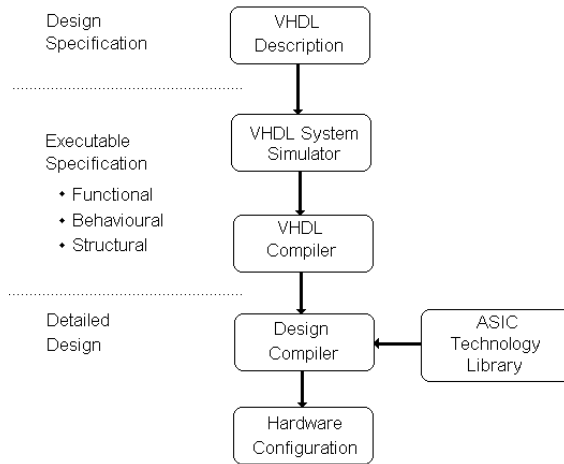 Design
Specification
VHDL
Description
Executable
Specification
• Functional
• Behavioural
• Structural
VHDL System
Simulator
VHDL
Compiler
Detailed
Design
Design
Compiler
ASIC
Technology
Library
Hardware
Configuration